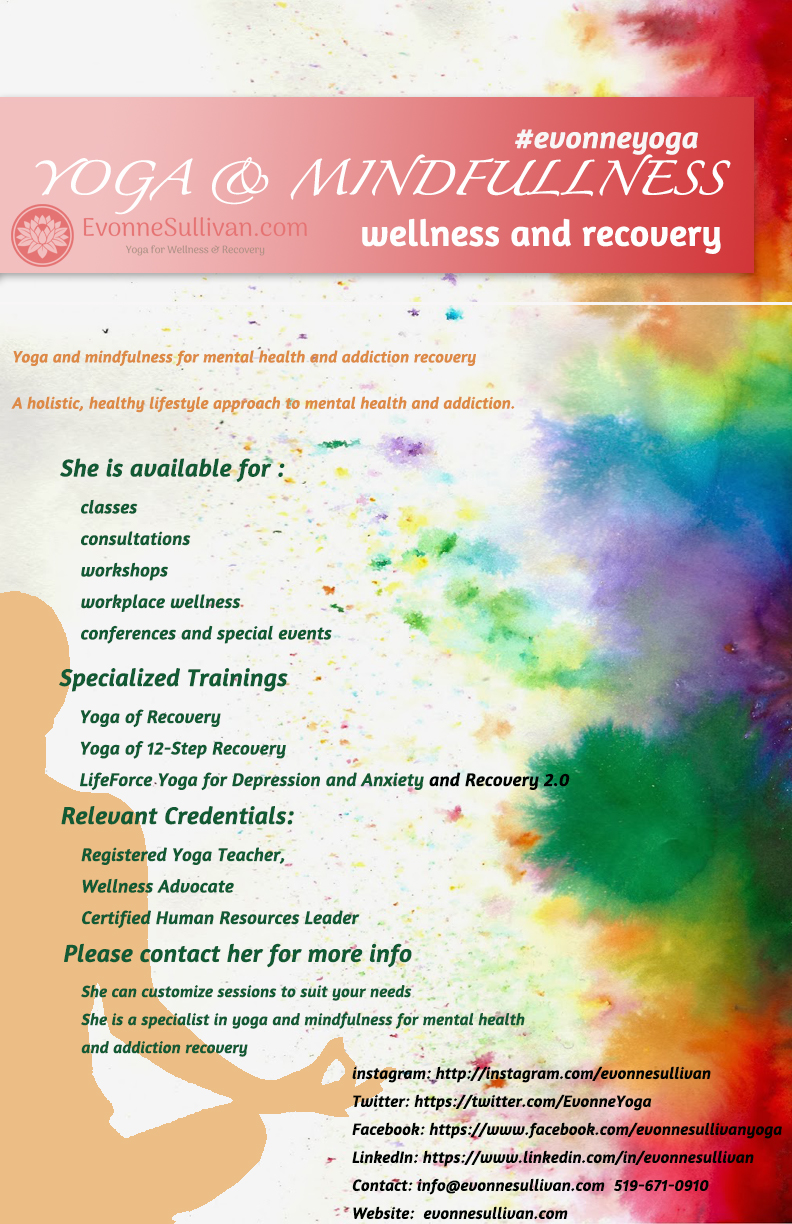 #evonneyoga
YOGA & MINDFULLNESS
EvonneSullivan.com
Yoga for Wellness & Recovery
wellness and recovery
Yoga and mindfulness for mental health and addiction recovery
A holistic, healthy lifestyle approach to mental health and addiction.
She is available for :
classes
consultations
workshops
workplace wellness
conferences and special events
Specialized Trainings
Yoga of Recovery
Yoga of 12-Step Recovery
LifeForce Yoga for Depression and Anxiety and Recovery 2.0
Relevant Credentials:
Registered Yoga Teacher,
Wellness Advocate
Certified Human Resources Leader
Please contact her for more info
She can customize sessions to suit your needs
She is a specialist in yoga and mindfulness for mental health
and addiction recovery
instagram: http://instagram.com/evonnesullivan
Twitter: https://twitter.com/EvonneYoga
Facebook: https://www.facebook.com/evonnesullivanyoga
LinkedIn: https://www.linkedin.com/in/evonnesullivan
Contact: info@evonnesullivan.com 519-671-0910
Website: evonnesullivan.com